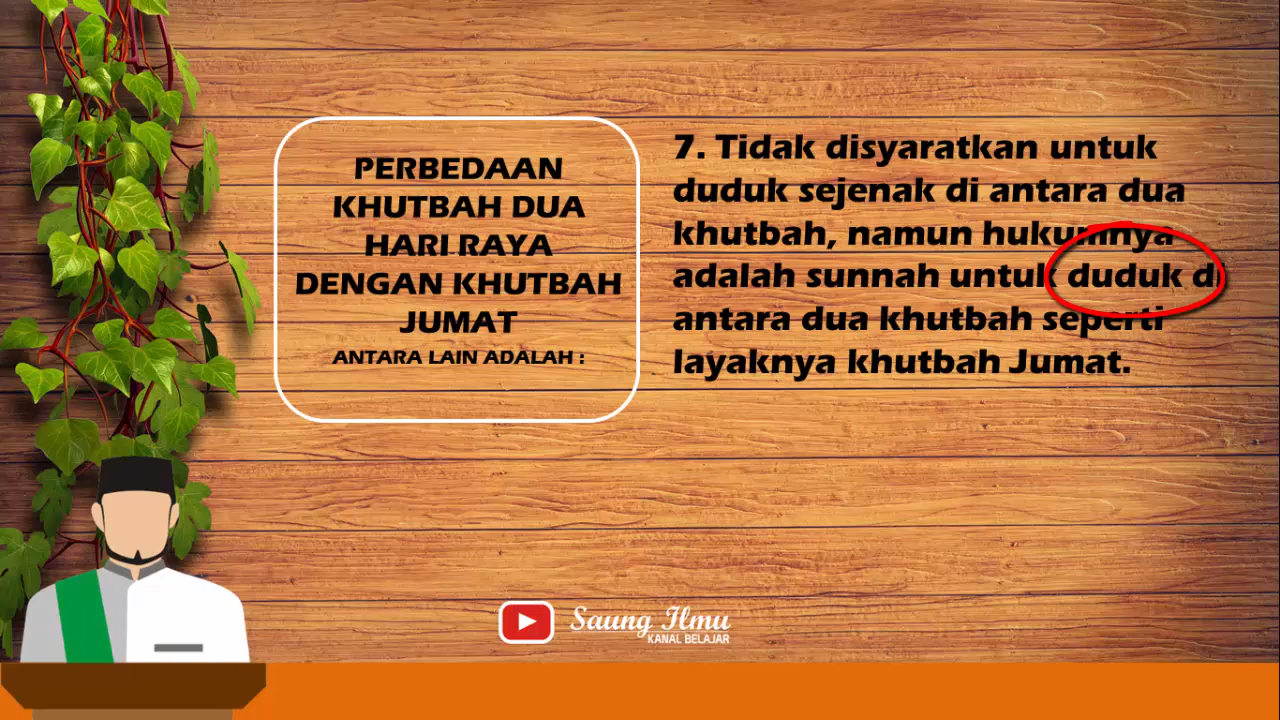 PERBEDAAN
KHUTBAH DUA
HARI RAYA
DENGAN KHUTBAH
JUMAT
ANTARA LAIN ADALAH :
7. Tidak disyaratkan untuk
duduk sejenak di antara dua
khutbah, namun hukumnya
adalah sunnah untuk duduk di
antara dua khutbah seperti
layaknya khutbah Jumat.
Saung Ilmu
KANAL BELAJAR